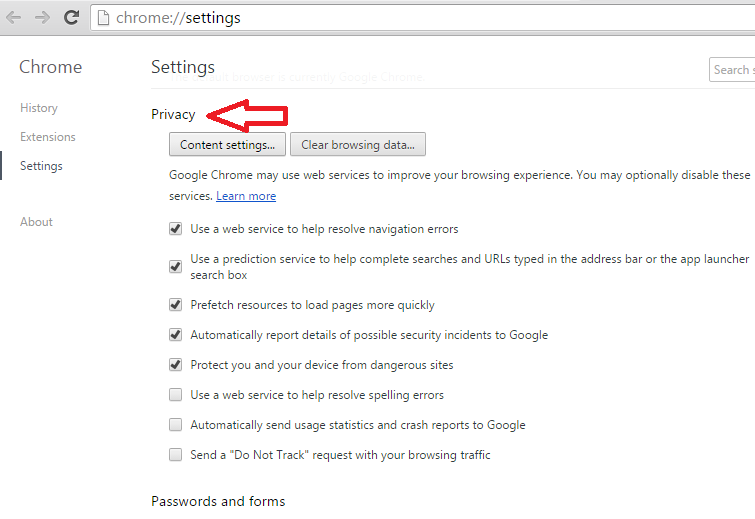 chrome://settings
Chrome
Settings
Search s
browser is currently Google Chrome
History
Extensions
Settings
About
Privacy
Content settings...
Clear browsing data...
Google Chrome may use web services to improve your browsing experience. You may optionally disable these
services. Learn more
Use a web service to help resolve navigation errors
Use a prediction service to help complete searches and URLs typed in the address bar or the app launcher
search box
Prefetch resources to load pages more quickly
Automatically report details of possible security incidents to Google
Protect you and your device from dangerous sites
Use a web service to help resolve spelling errors
Automatically send usage statistics and crash reports to Google
Send a "Do Not Track" request with your browsing traffic
Passwords and forms